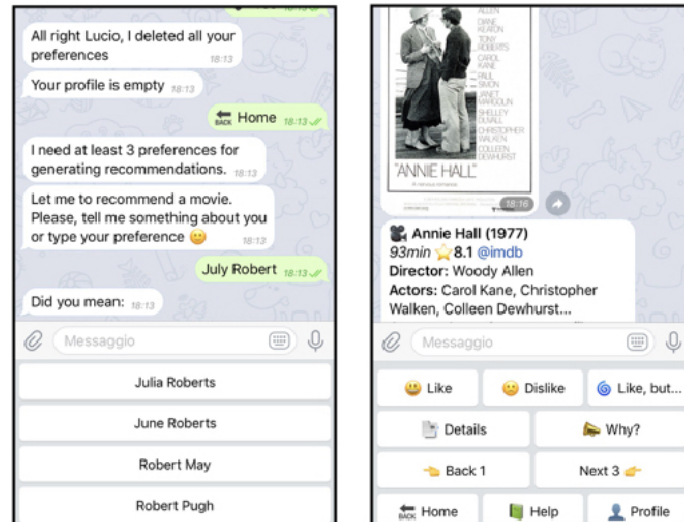 All right Lucio, I deleted all your
preferences
18:13
Your profile is empty 18:13
BACK Home 18:13
I need at least 3 preferences for
generating recommendations. 18:13
Let me to recommend a movie.
Please, tell me something about you
or type your preference
18:13
July Robert 18:13
Did you mean: 18:13
Messaggio
Julia Roberts
June Roberts
Robert May
Robert Pugh
ALLEN
DIANE
KEATON
TONY
ROBERTS
CAROL
KANE
PAUL
SIMON
JANET
MARGOLIN
SHELLEY
DUVALL
CHRISTOPHER
WALKEN
COLLEEN
DEWHURST
"ANNIE HALL"
A nervous romance.
18:16
Annie Hall (1977)
93min 8.1 @imdb
Director: Woody Allen
Actors: Carol Kane, Christopher
Walken, Colleen Dewhurst...
Messaggio
Like Dislike Like, but...
Details Why?
Back 1 Next 3
BACK Home Help Profile